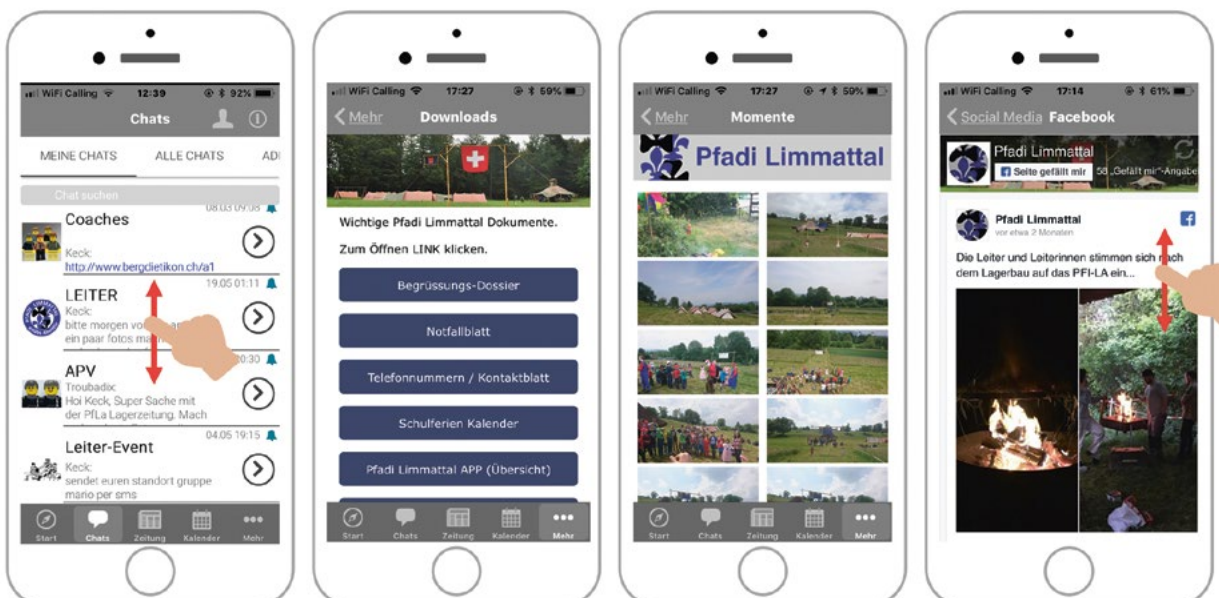 WiFi Calling 12:39 92%
Chats
MEINE CHATS ALLE CHATS
Chat suchen
08.03 09:08
Coaches
Keck:
http://www.bergdietikon.ch/a1
19.05 01:11
LEITER
Keck:
bitte morgen
ein paar fotos
20:30
APV
Troubadix:
Hoi Keck, Super Sache mit
der PfLa Lagerzeitung. Mach
04.05 19:15
Leiter-Event
Keck:
sendet euren standort gruppe
mario per sms
Start Chats Zeitung Kalender Mehr
WiFi Calling 17:27 59%
Mehr Downloads
Wichtige Pfadi Limmattal Dokumente.
Zum Öffnen LINK klicken.
Begrüssungs-Dossier
Notfallblatt
Telefonnummern / Kontaktblatt
Schulferien Kalender
Pfadi Limmattal APP (Übersicht)
Start Chats Zeitung Kalender Mehr
WiFi Calling 17:27 59%
Mehr Momente
Pfadi Limmattal
Start Chats Zeitung Kalender Mehr
WiFi Calling 17:14 61%
Social Media Facebook
Pfadi Limmattal
Seite gefällt mir 58 „Gefällt mir"-Angabe
Pfadi Limmattal
vor etwa 2 Monaten
Die Leiter und Leiterinnen stimmen sich nach
dem Lagerbau auf das PFI-LA ein...